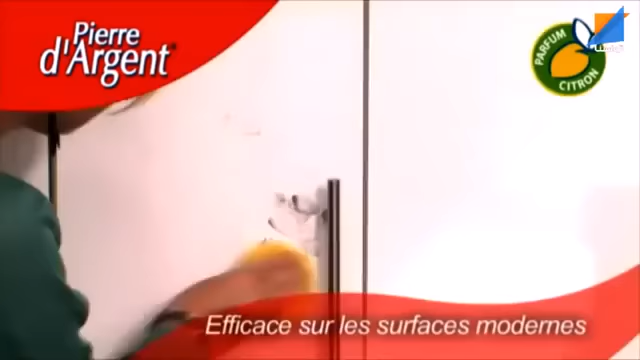 Pierre
d'Argent
PARFUM
CITRON
Efficace sur les surfaces modernes